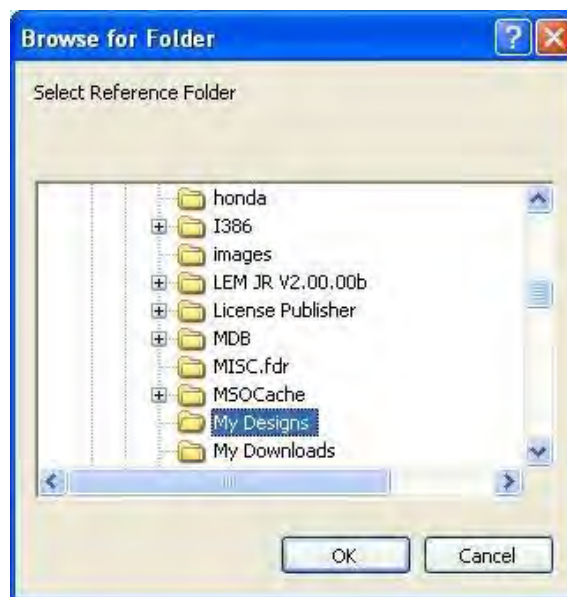 Browse for Folder
Select Reference Folder
honda
I386
images
LEM JR V2.00.00b
License Publisher
MDB
MISC.fdr
MSOCache
My Designs
My Downloads
OK Cancel